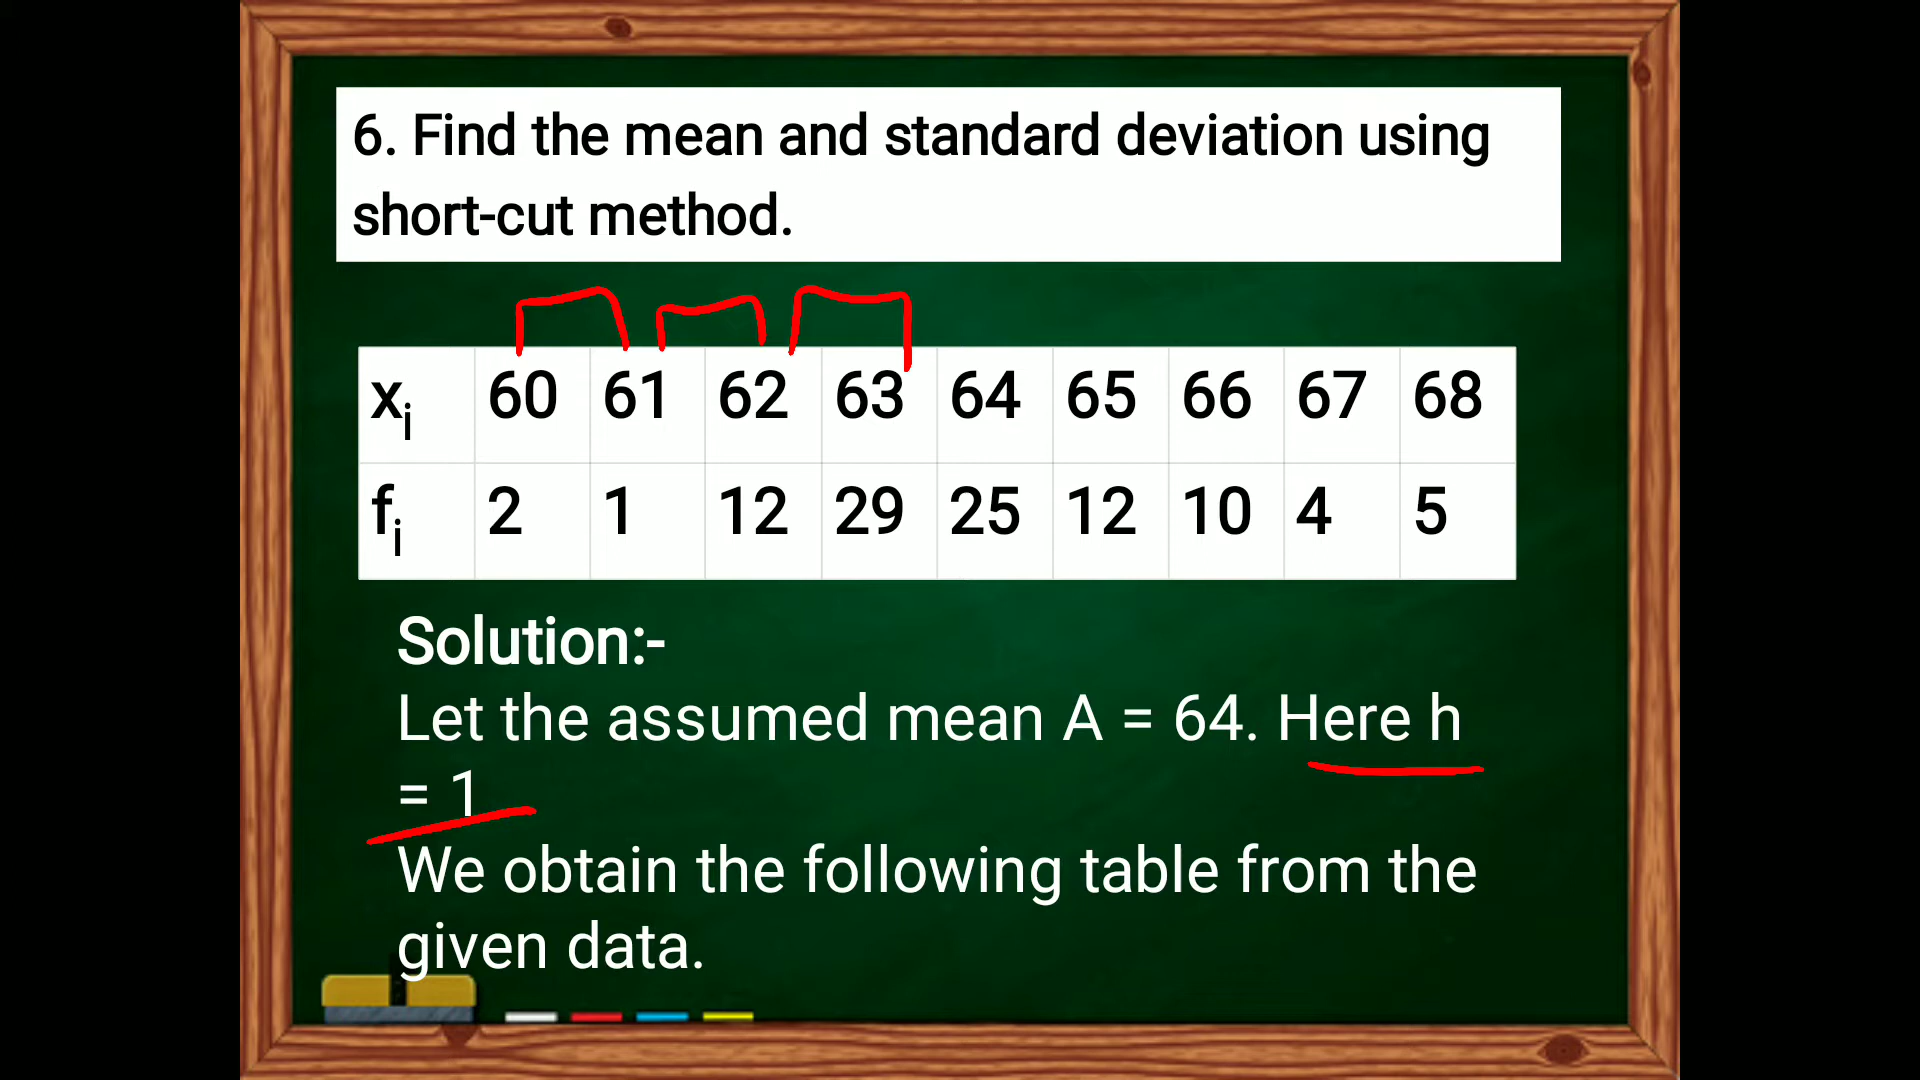 6. Find the mean and standard deviation using
short-cut method.
xi 60 61 62 63 64 65 66 67 68
fi 2 1 12 29 25 12 10 4 5
Solution:-
Let the assumed mean A = 64. Here h
= 1
We obtain the following table from the
given data.